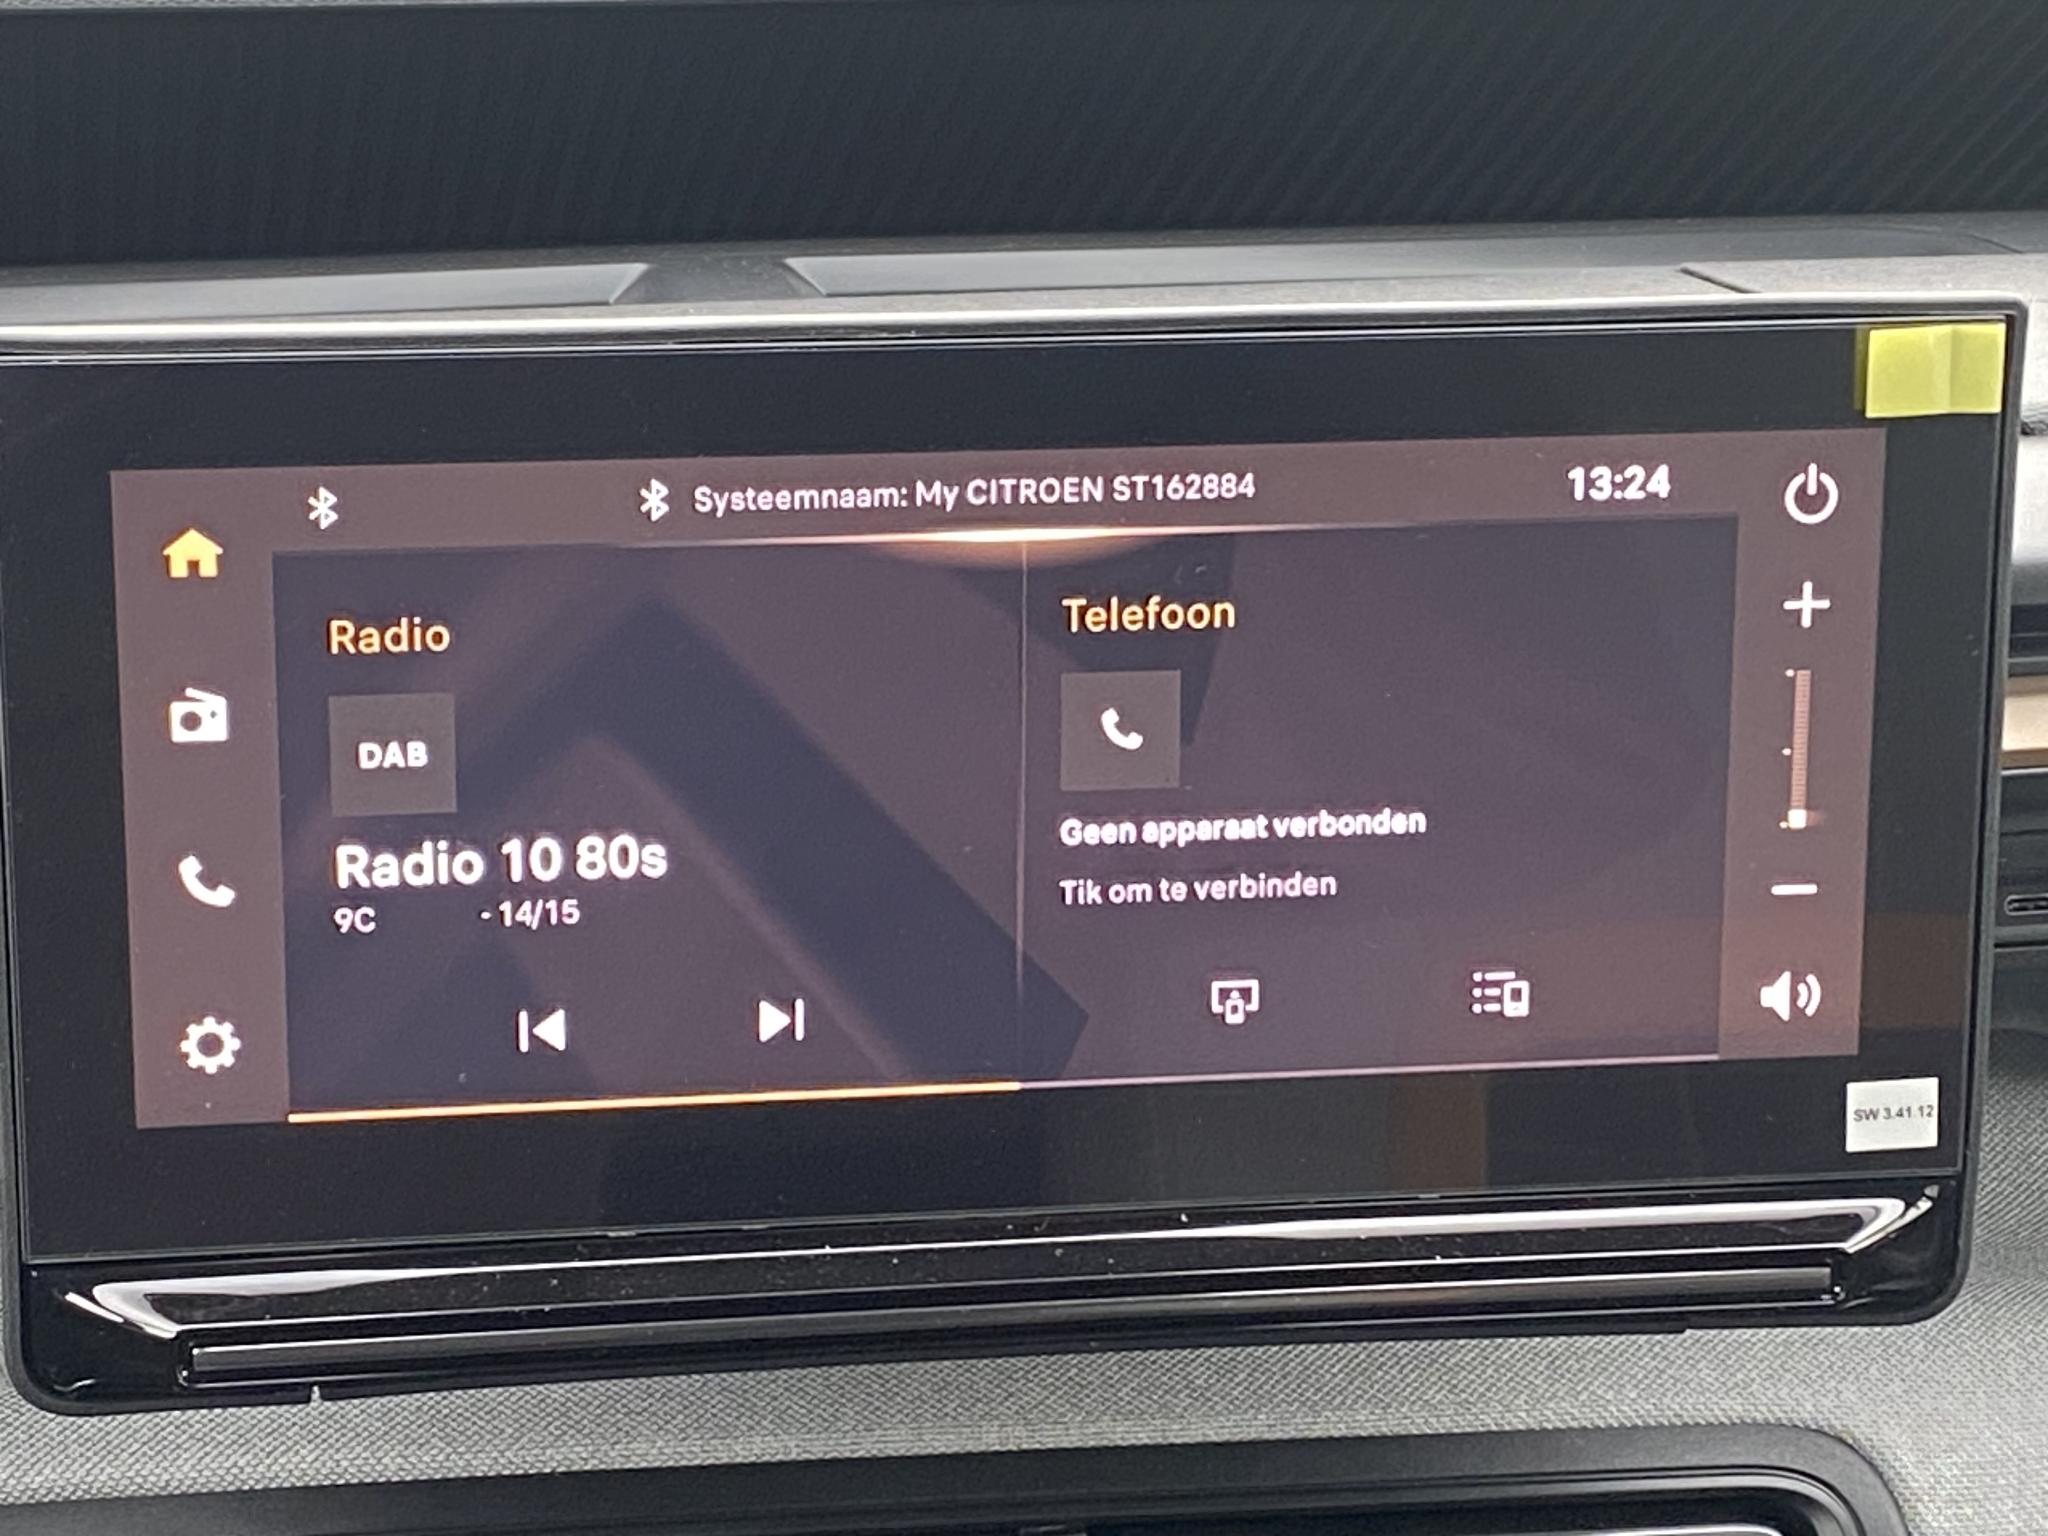 Systeemnaam: My CITROEN ST162884
13:24
Radio
DAB
Radio 10 80s
9C - 14/15
Telefoon
Geen apparaat verbonden
Tik om te verbinden
SW 3.41.12